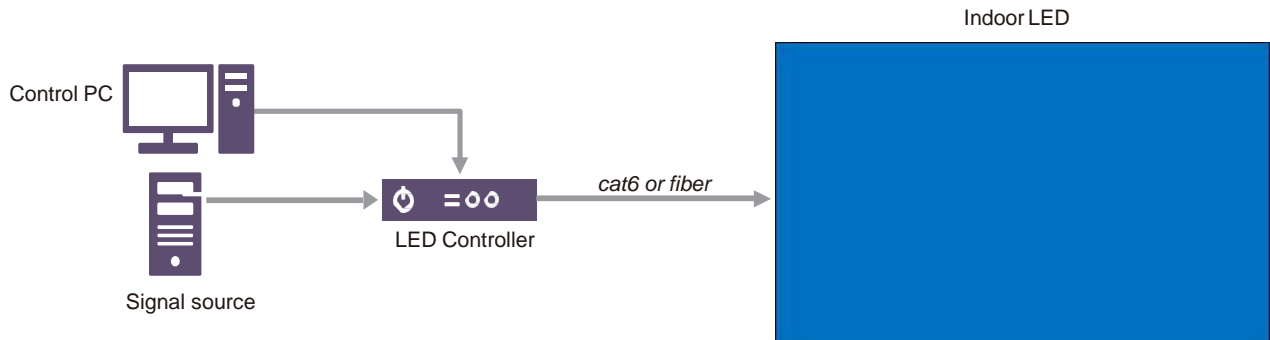 Indoor LED
Control PC
cat6 or fiber
LED Controller
Signal source